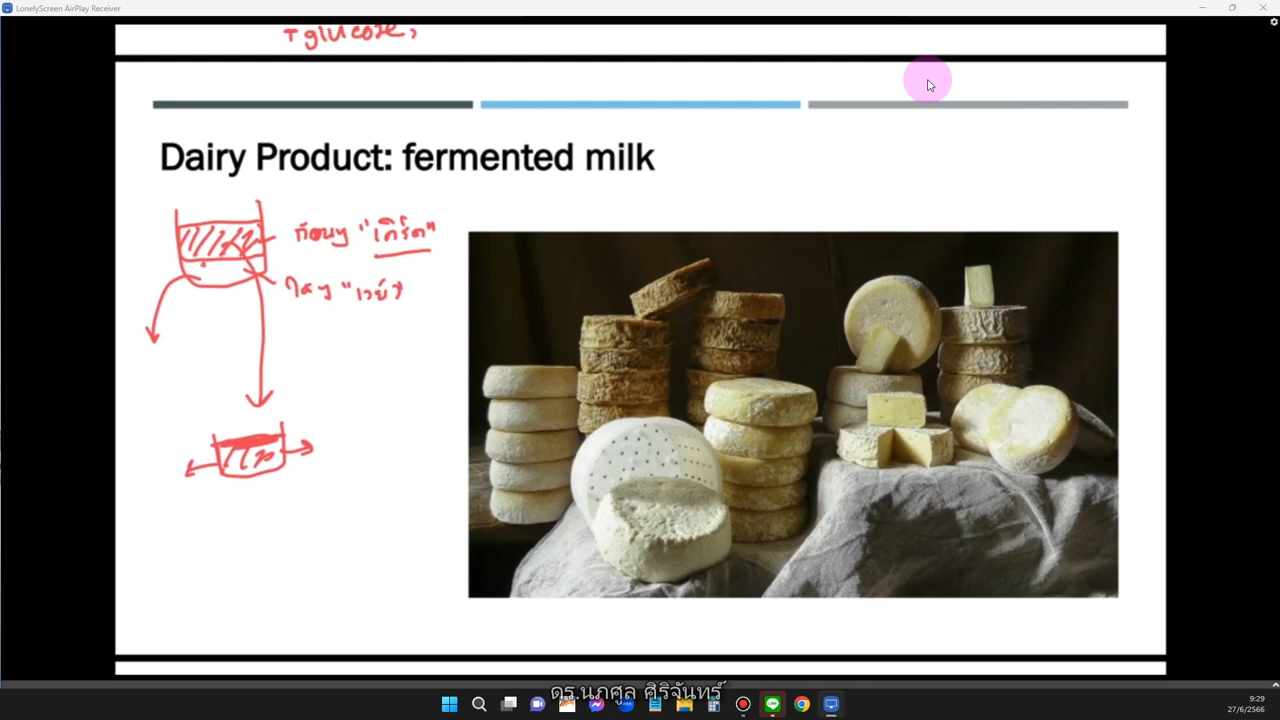 LonelyScreen AirPlay Receiver
+ glucose,
Dairy Product: fermented milk
ก้อนๆ "เคิร์ด"
ใสๆ "เวย์"
ดร.นภศูล ศิริจันทร์
9:29
27/6/2566